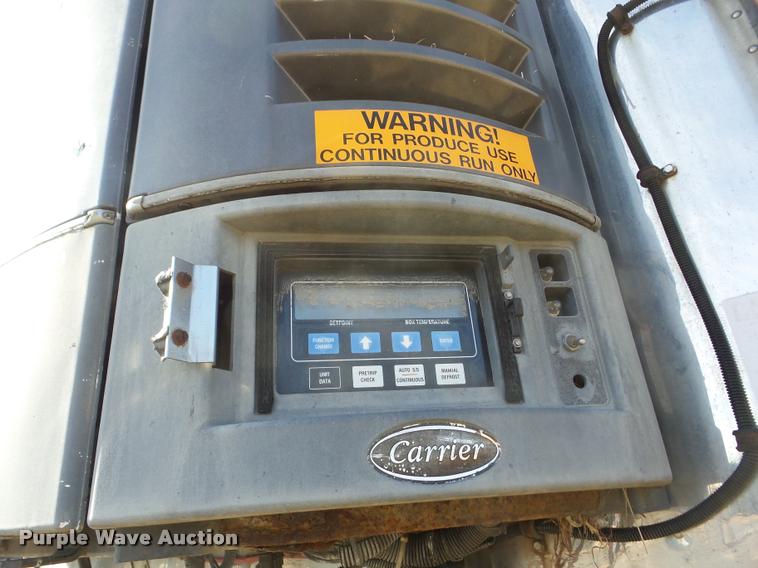 WARNING!
FOR PRODUCE USE
CONTINUOUS RUN ONLY
SETPOINT BOX TEMPERATURE
FUNCTION CHANGE ENTER
UNIT DATA PRETRIP CHECK AUTO S/S CONTINUOUS MANUAL DEFROST
Carrier
Purple Wave Auction